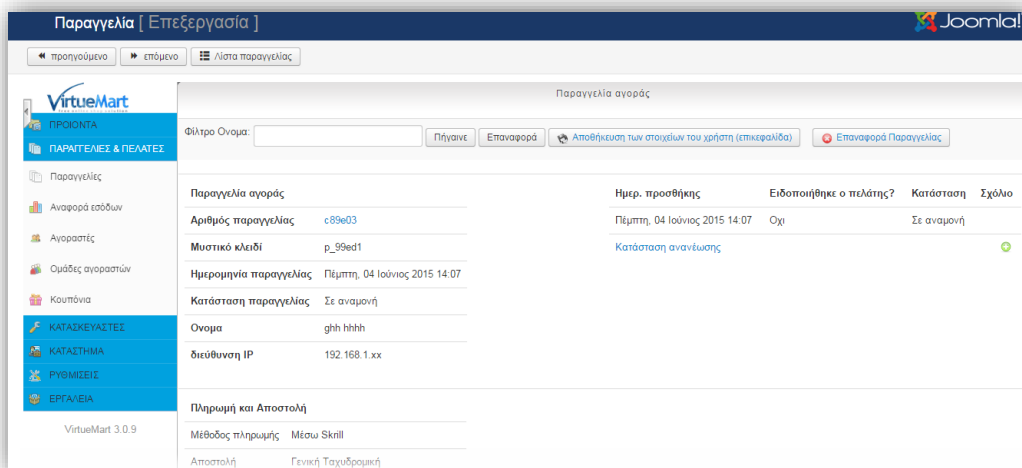 Παραγγελία [ Επεξεργασία ]
Joomla!
προηγούμενο επόμενο Λίστα παραγγελίας
VirtueMart
Παραγγελία αγοράς
ΠΡΟΪΟΝΤΑ
ΠΑΡΑΓΓΕΛΙΕΣ & ΠΕΛΑΤΕΣ
Παραγγελίες
Αναφορά εσόδων
Αγοραστές
Ομάδες αγοραστών
Κουπόνια
ΚΑΤΑΣΚΕΥΑΣΤΕΣ
ΚΑΤΑΣΤΗΜΑ
ΡΥΘΜΙΣΕΙΣ
ΕΡΓΑΛΕΙΑ
VirtueMart 3.0.9
Φίλτρο Ονομα: Πήγαινε Επαναφορά Αποθήκευση των στοιχείων του χρήστη (επικεφαλίδα) Επαναφορά Παραγγελίας
Παραγγελία αγοράς
Αριθμός παραγγελίας c89e03
Μυστικό κλειδί p_99ed1
Ημερομηνία παραγγελίας Πέμπτη, 04 Ιούνιος 2015 14:07
Κατάσταση παραγγελίας Σε αναμονή
Ονομα ghh hhhh
διεύθυνση IP 192.168.1.xx
Ημερ. προσθήκης Ειδοποιήθηκε ο πελάτης? Κατάσταση Σχόλιο
Πέμπτη, 04 Ιούνιος 2015 14:07 Οχι Σε αναμονή
Κατάσταση ανανέωσης
Πληρωμή και Αποστολή
Μέθοδος πληρωμής Μέσω Skrill
Αποστολή Γενική Ταχυδρομική